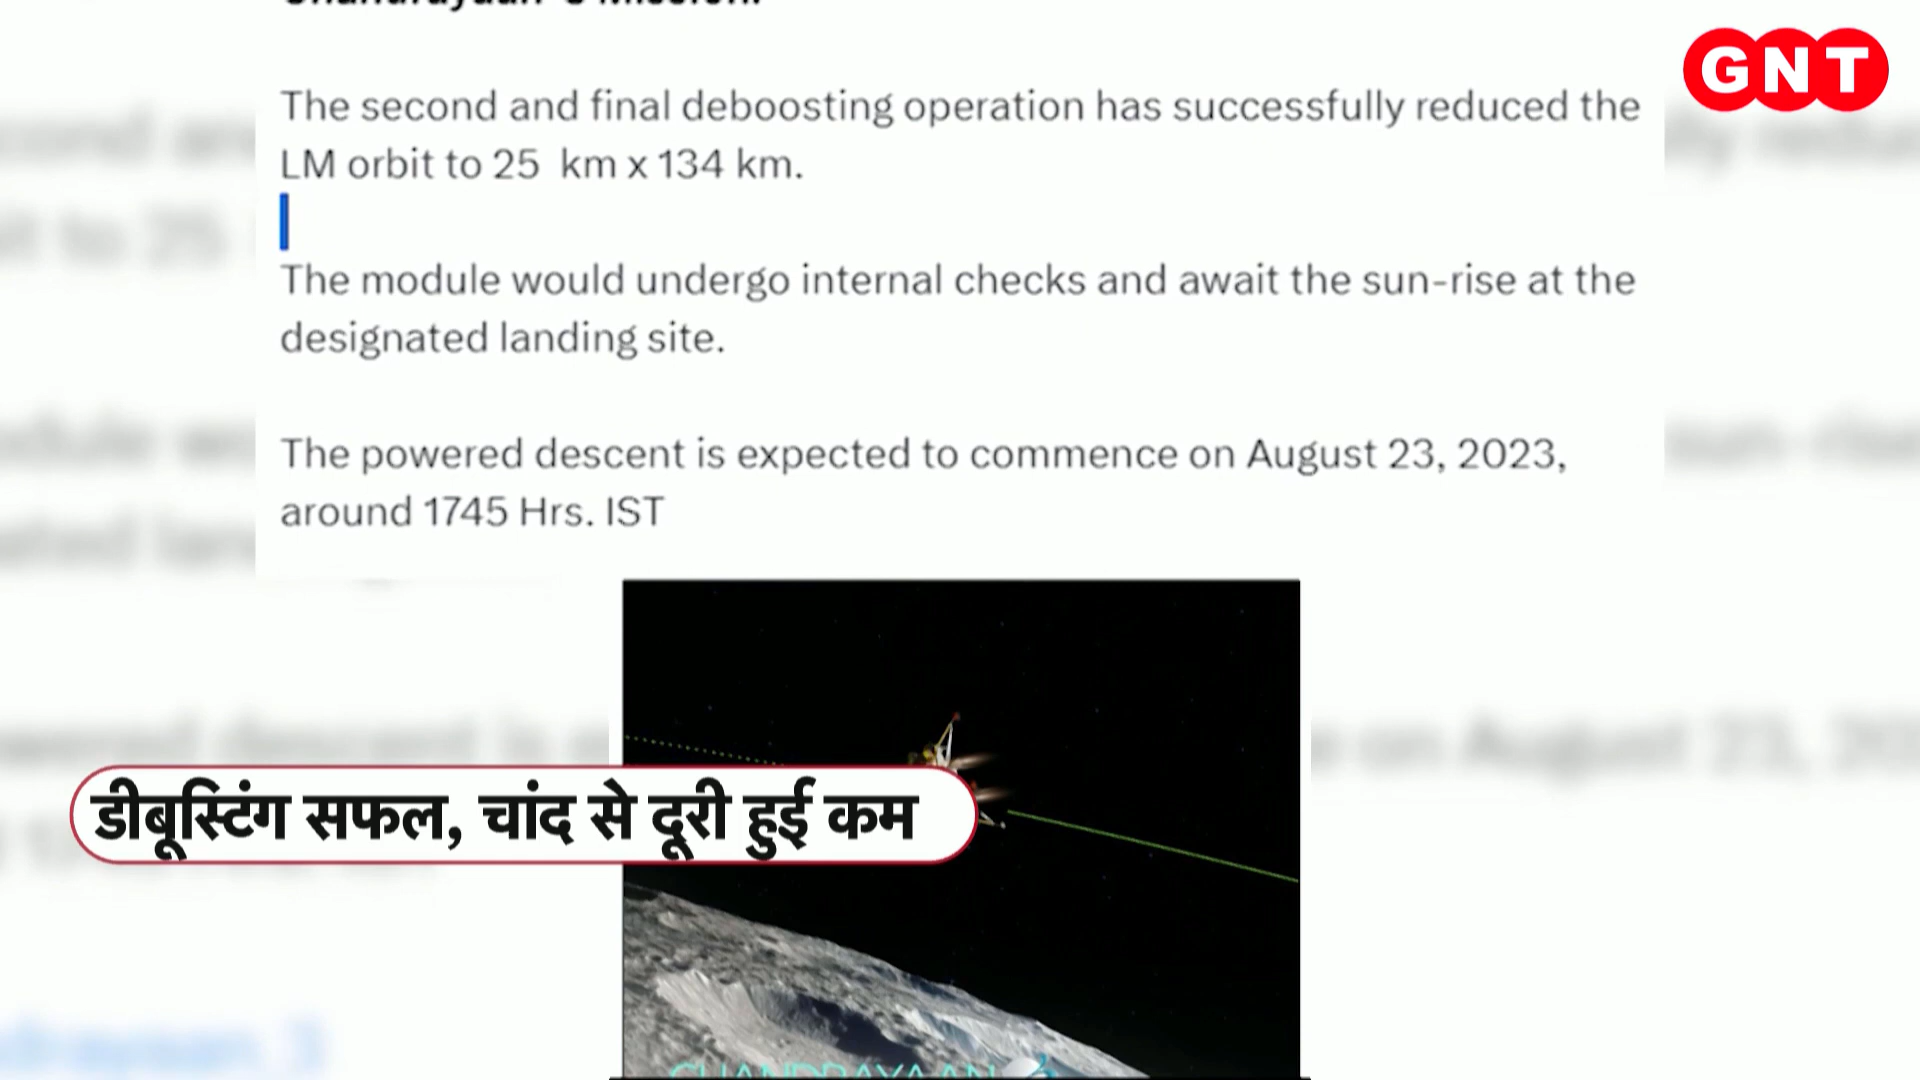 GNT
The second and final deboosting operation has successfully reduced the
LM orbit to 25 km x 134 km.
The module would undergo internal checks and await the sun-rise at the
designated landing site.
The powered descent is expected to commence on August 23, 2023,
around 1745 Hrs. IST
डीबूस्टिंग सफल, चांद से दूरी हुई कम
CHANDRAYAAN